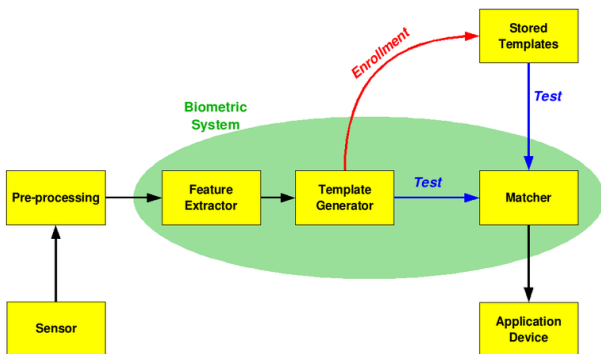 Stored
Templates
Enrollment
Test
Biometric
System
Pre-processing
Feature
Extractor
Template
Generator
Test
Matcher
Sensor
Application
Device